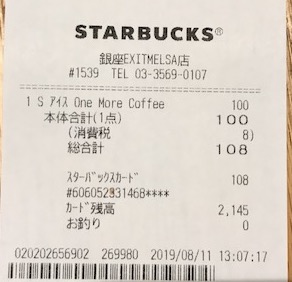 STARBUCKS®
銀座EXITMELSA店
#1539 TEL 03-3569-0107
1 S アイス One More Coffee 100
本体合計(1点) 100
(消費税 8)
総合計 108
スターバックスカード 108
#606052331468****
カード残高 2,145
お釣り 0
020202656902 269980 2019/08/11 13:07:17